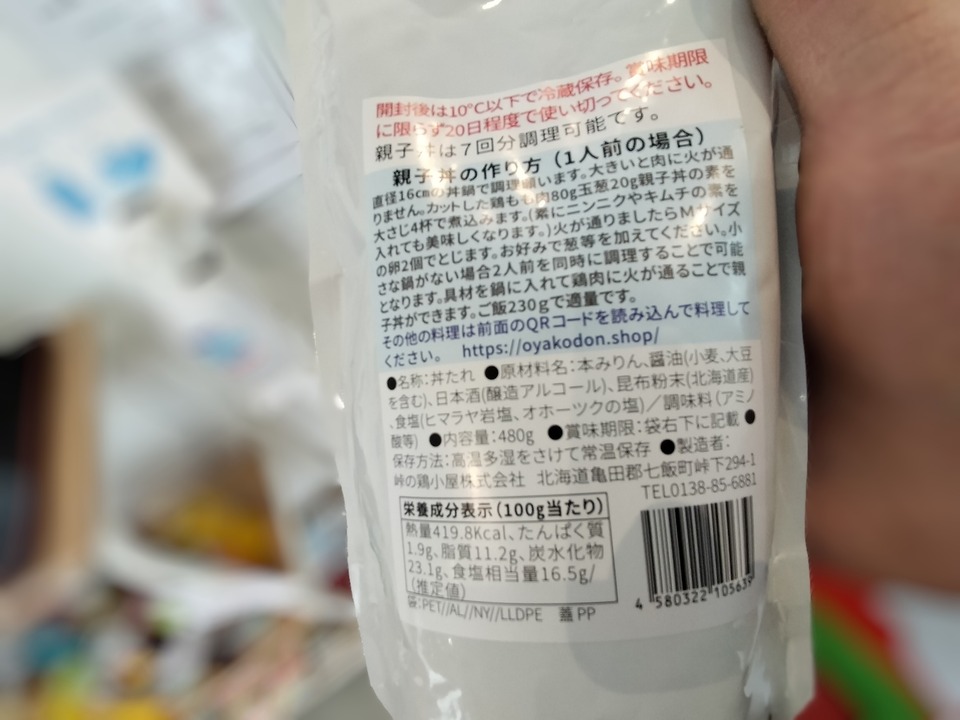 開封後は10℃以下で冷蔵保存。賞味期限
に限らず20日程度で使い切ってください。
親子丼は7回分調理可能です。
親子丼の作り方（1人前の場合）
直径16㎝の丼鍋で調理願います。大きいと肉に火が通
りません。カットした鶏もも肉80g玉葱20g親子丼の素を
大さじ4杯で煮込みます。(素にニンニクやキムチの素を
入れても美味しくなります。)火が通りましたらMサイズ
の卵2個でとじます。お好みで葱等を加えてください。小
さな鍋がない場合2人前を同時に調理することで可能
となります。具材を鍋に入れて鶏肉に火が通ることで親
子丼ができます。ご飯230gで適量です。
その他の料理は前面のQRコードを読み込んで料理して
ください。 https://oyakodon.shop/
●名称:丼たれ ●原材料名:本みりん、醤油(小麦、大豆
を含む)、日本酒(醸造アルコール)、昆布粉末(北海道産)
、食塩(ヒマラヤ岩塩、オホーツクの塩)／調味料(アミノ
酸等) ●内容量:480g ●賞味期限:袋右下に記載 ●
保存方法:高温多湿をさけて常温保存 ●製造者:
峠の鶏小屋株式会社 北海道亀田郡七飯町峠下294-1
TEL0138-85-6881
栄養成分表示(100g当たり)
熱量419.8Kcal、たんぱく質
1.9g、脂質11.2g、炭水化物
23.1g、食塩相当量16.5g/
(推定値)
袋:PET//AL//NY//LLDPE 蓋 PP
4 580322 105639